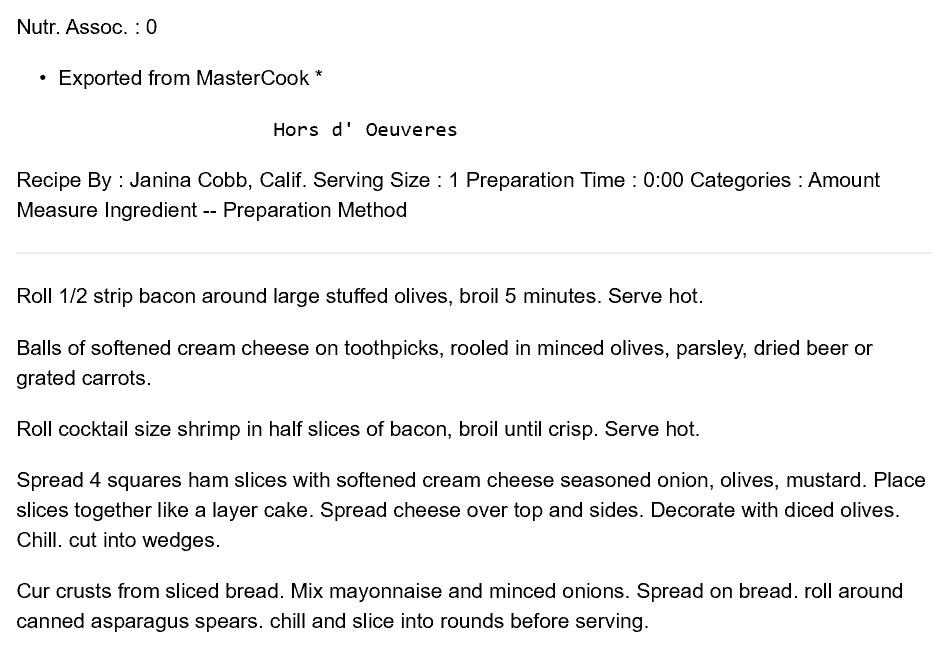 Nutr. Assoc. : 0
• Exported from MasterCook *
Hors d' Oeuveres
Recipe By : Janina Cobb, Calif. Serving Size : 1 Preparation Time : 0:00 Categories : Amount
Measure Ingredient -- Preparation Method
Roll 1/2 strip bacon around large stuffed olives, broil 5 minutes. Serve hot.
Balls of softened cream cheese on toothpicks, rooled in minced olives, parsley, dried beer or
grated carrots.
Roll cocktail size shrimp in half slices of bacon, broil until crisp. Serve hot.
Spread 4 squares ham slices with softened cream cheese seasoned onion, olives, mustard. Place
slices together like a layer cake. Spread cheese over top and sides. Decorate with diced olives.
Chill. cut into wedges.
Cur crusts from sliced bread. Mix mayonnaise and minced onions. Spread on bread. roll around
canned asparagus spears. chill and slice into rounds before serving.